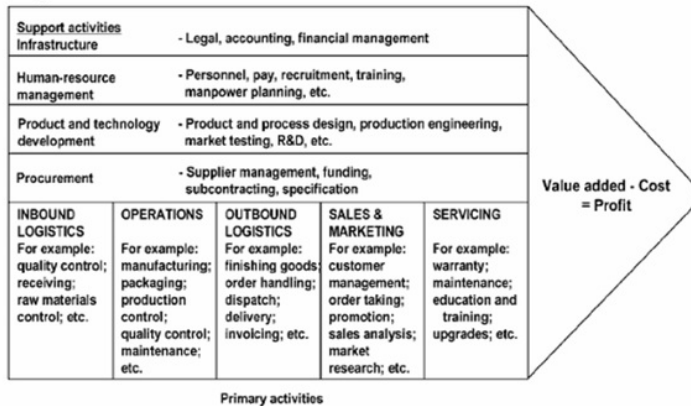 Support activities
Infrastructure
- Legal, accounting, financial management
Human-resource
management
- Personnel, pay, recruitment, training,
manpower planning, etc.
Product and technology
development
- Product and process design, production engineering,
market testing, R&D, etc.
Procurement
- Supplier management, funding,
subcontracting, specification
INBOUND
LOGISTICS
For example:
quality control;
receiving;
raw materials
control; etc.
OPERATIONS
For example:
manufacturing;
packaging;
production
control;
quality control;
maintenance;
etc.
OUTBOUND
LOGISTICS
For example:
finishing goods;
order handling;
dispatch;
delivery;
invoicing; etc.
SALES &
MARKETING
For example:
customer
management;
order taking;
promotion;
sales analysis;
market
research; etc.
SERVICING
For example:
warranty;
maintenance;
education and
training;
upgrades; etc.
Value added - Cost
= Profit
Primary activities